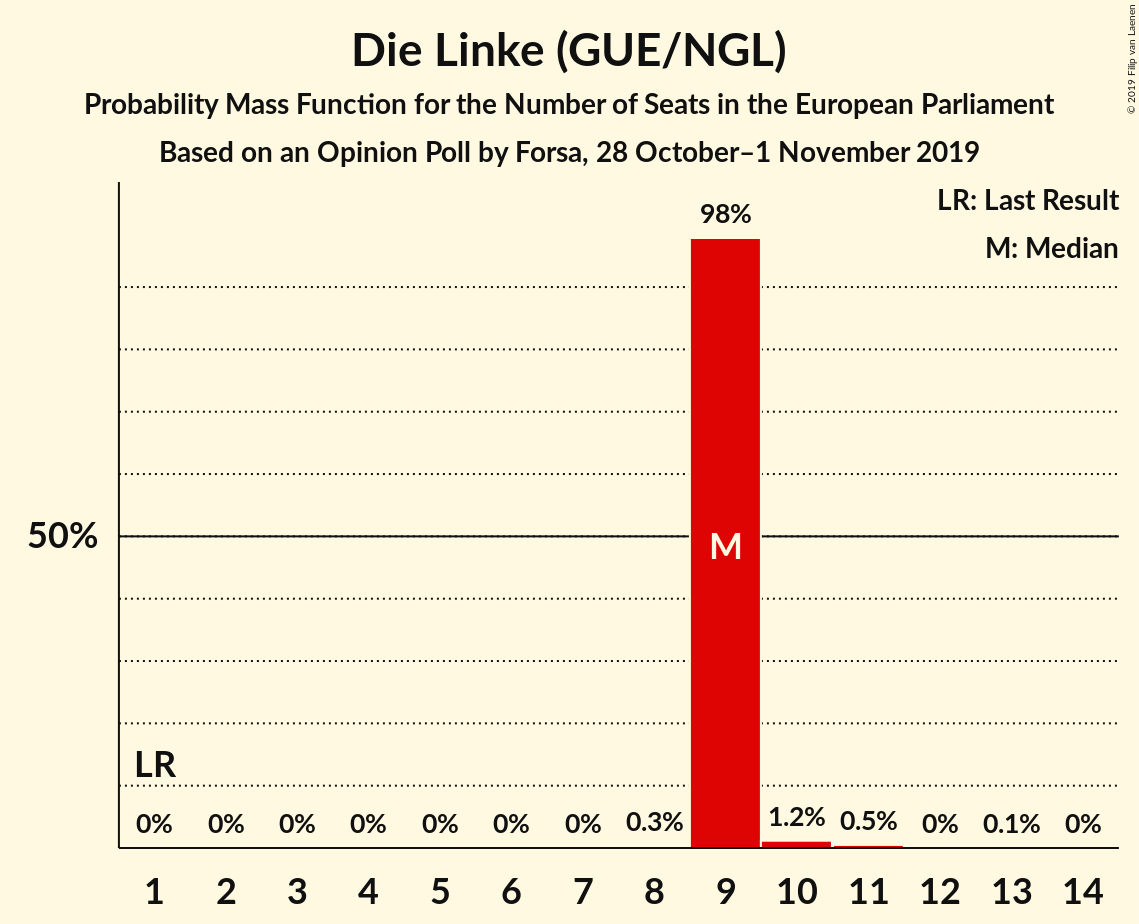 Die Linke (GUE/NGL)
Probability Mass Function for the Number of Seats in the European Parliament
Based on an Opinion Poll by Forsa, 28 October–1 November 2019
© 2019 Filip van Laenen
LR: Last Result
M: Median
98%
50%
M
LR
0% 0% 0% 0% 0% 0% 0% 0.3% 1.2% 0.5% 0% 0.1% 0%
1 2 3 4 5 6 7 8 9 10 11 12 13 14